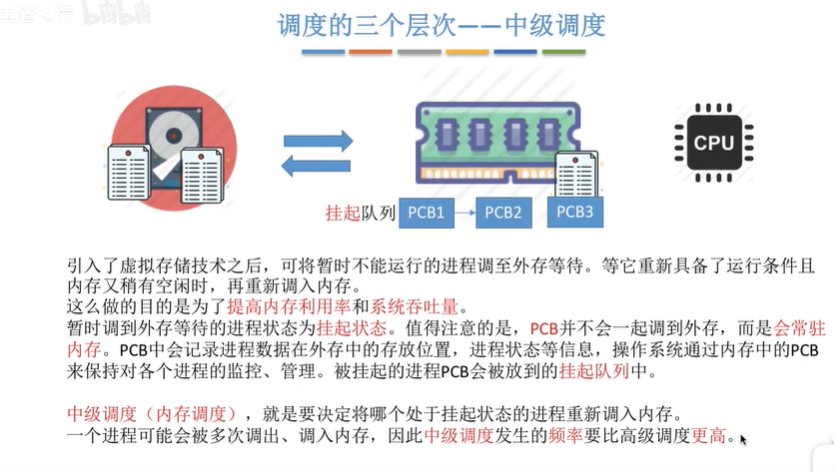 调度的三个层次——中级调度
CPU
挂起队列 PCB1 PCB2 PCB3
引入了虚拟存储技术之后，可将暂时不能运行的进程调至外存等待。等它重新具备了运行条件且
内存又稍有空闲时，再重新调入内存。
这么做的目的是为了提高内存利用率和系统吞吐量。
暂时调到外存等待的进程状态为挂起状态。值得注意的是，PCB并不会一起调到外存，而是会常驻
内存。PCB中会记录进程数据在外存中的存放位置，进程状态等信息，操作系统通过内存中的PCB
来保持对各个进程的监控、管理。被挂起的进程PCB会被放到的挂起队列中。
中级调度（内存调度），就是要决定将哪个处于挂起状态的进程重新调入内存。
一个进程可能会被多次调出、调入内存，因此中级调度发生的频率要比高级调度更高。